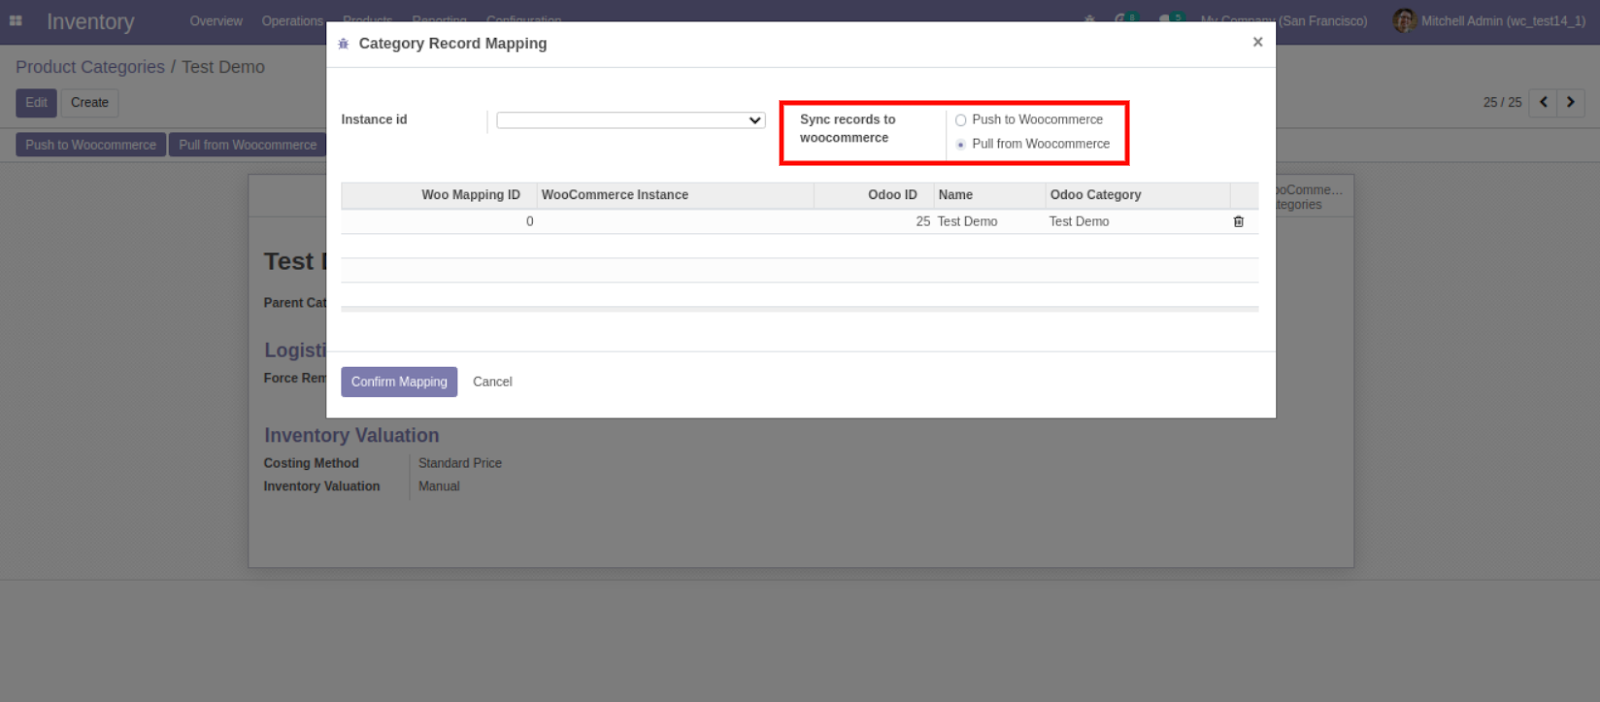 Inventory
Overview Operations Products Reporting Configuration
My Company (San Francisco) Mitchell Admin (wc_test14_1)
Product Categories / Test Demo
Edit Create
25 / 25
Push to Woocommerce Pull from Woocommerce
Category Record Mapping
×
Instance id
Sync records to
woocommerce
Push to Woocommerce
Pull from Woocommerce
Woo Mapping ID WooCommerce Instance Odoo ID Name Odoo Category
0 25 Test Demo Test Demo
Confirm Mapping Cancel
ooComme...
tegories
Test
Parent Cat
Logisti
Force Rem
Inventory Valuation
Costing Method Standard Price
Inventory Valuation Manual